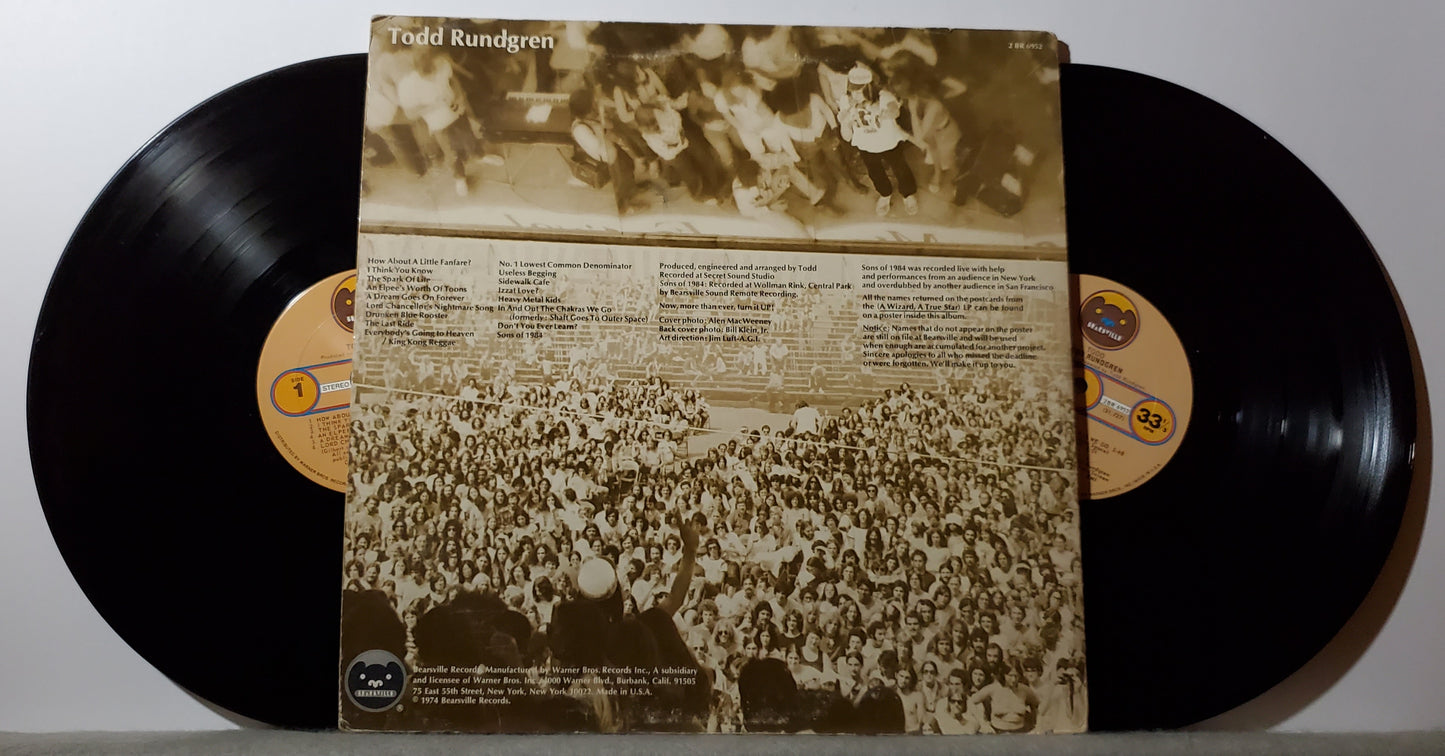 Todd Rundgren
2 BR 6952
How About A Little Fanfare?
I Think You Know
The Spark Of Life
An Elpee's Worth Of Toons
A Dream Goes On Forever
Lord Chancellor's Nightmare Song
Drunken Blue Rooster
The Last Ride
Everybody's Going to Heaven
/ King Kong Reggae
No. 1 Lowest Common Denominator
Useless Begging
Sidewalk Cafe
Izzat Love?
Heavy Metal Kids
In And Out The Chakras We Go
(formerly: Shaft Goes To Outer Space)
Don't You Ever Learn?
Sons of 1984
Produced, engineered and arranged by Todd
Recorded at Secret Sound Studio
Sons of 1984: Recorded at Wollman Rink, Central Park
by Bearsville Sound Remote Recording.
Now, more than ever, turn it UP!
Cover photo: Alen MacWeeney
Back cover photo: Bill Klein, Jr.
Art direction: Jim Luft-A.G.I.
Sons of 1984 was recorded live with help
and performances from an audience in New York
and overdubbed by another audience in San Francisco
All the names returned on the postcards from
the (A Wizard, A True Star) LP can be found
on a poster inside this album.
Notice: Names that do not appear on the poster
are still on file at Bearsville and will be used
when enough are accumulated for another project.
Sincere apologies to all who missed the deadline
or were forgotten. We'll make it up to you.
SIDE
1
STEREO
BEARSVILLE
RUNDGREN
33 1/3
RPM
BEARSVILLE
®
Bearsville Records, Manufactured by Warner Bros. Records Inc., A subsidiary
and licensee of Warner Bros. Inc. 4000 Warner Blvd., Burbank, Calif. 91505
75 East 55th Street, New York, New York 10022. Made in U.S.A.
© 1974 Bearsville Records.